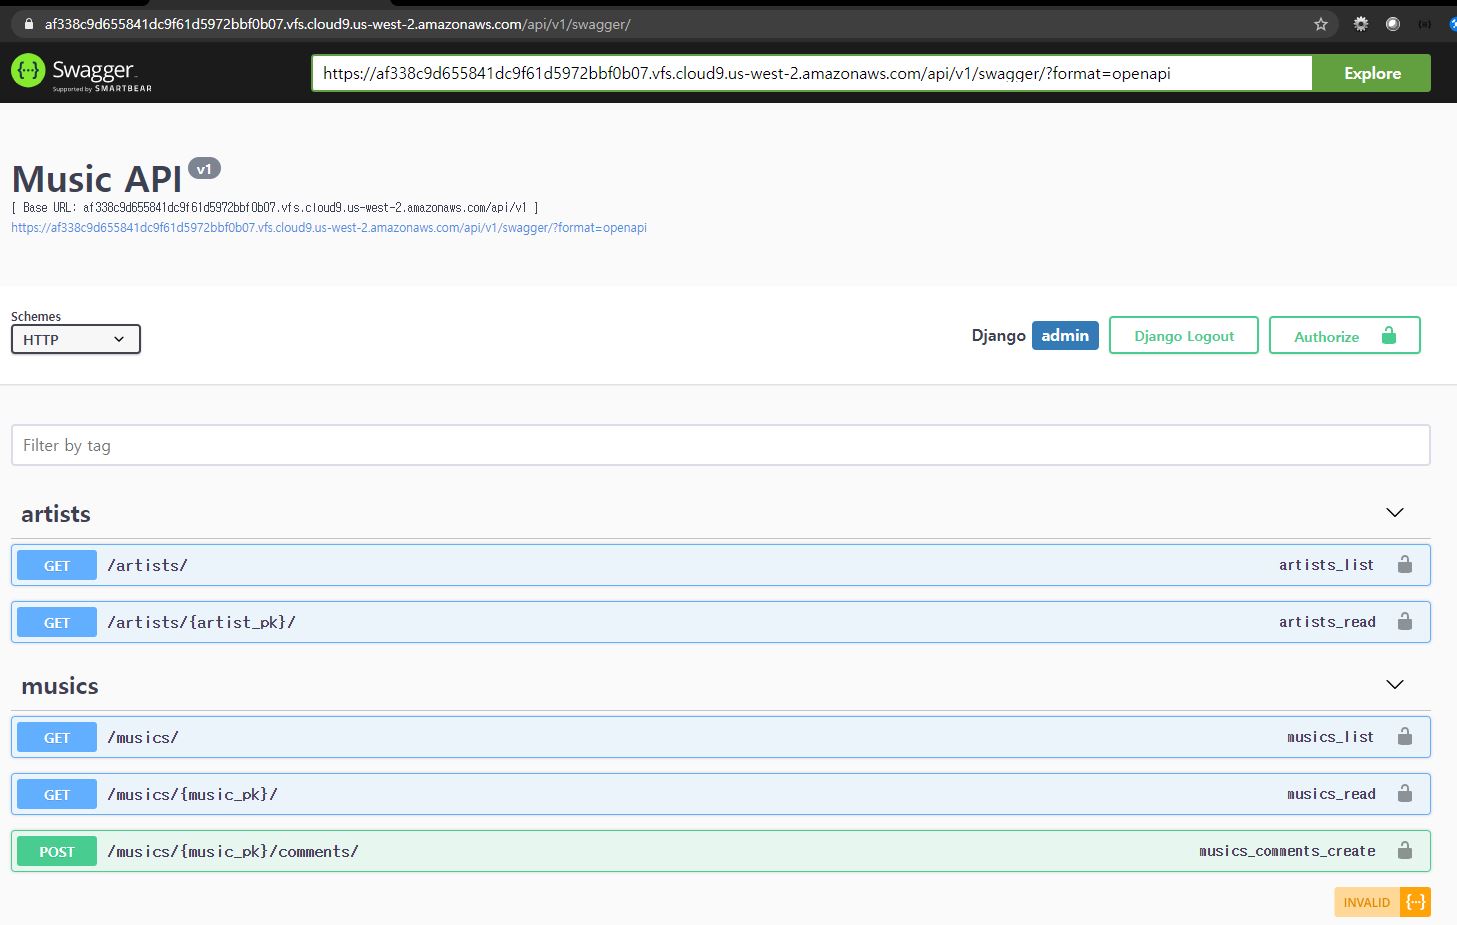 af338c9d655841dc9f61d5972bbf0b07.vfs.cloud9.us-west-2.amazonaws.com/api/v1/swagger/
{···} Swagger
Supported by SMARTBEAR
https://af338c9d655841dc9f61d5972bbf0b07.vfs.cloud9.us-west-2.amazonaws.com/api/v1/swagger/?format=openapi
Explore
Music API v1
[ Base URL: af338c9d655841dc9f61d5972bbf0b07.vfs.cloud9.us-west-2.amazonaws.com/api/v1 ]
https://af338c9d655841dc9f61d5972bbf0b07.vfs.cloud9.us-west-2.amazonaws.com/api/v1/swagger/?format=openapi
Schemes
HTTP
Django admin
Django Logout
Authorize
Filter by tag
artists
GET /artists/ artists_list
GET /artists/{artist_pk}/ artists_read
musics
GET /musics/ musics_list
GET /musics/{music_pk}/ musics_read
POST /musics/{music_pk}/comments/ musics_comments_create
INVALID {···}